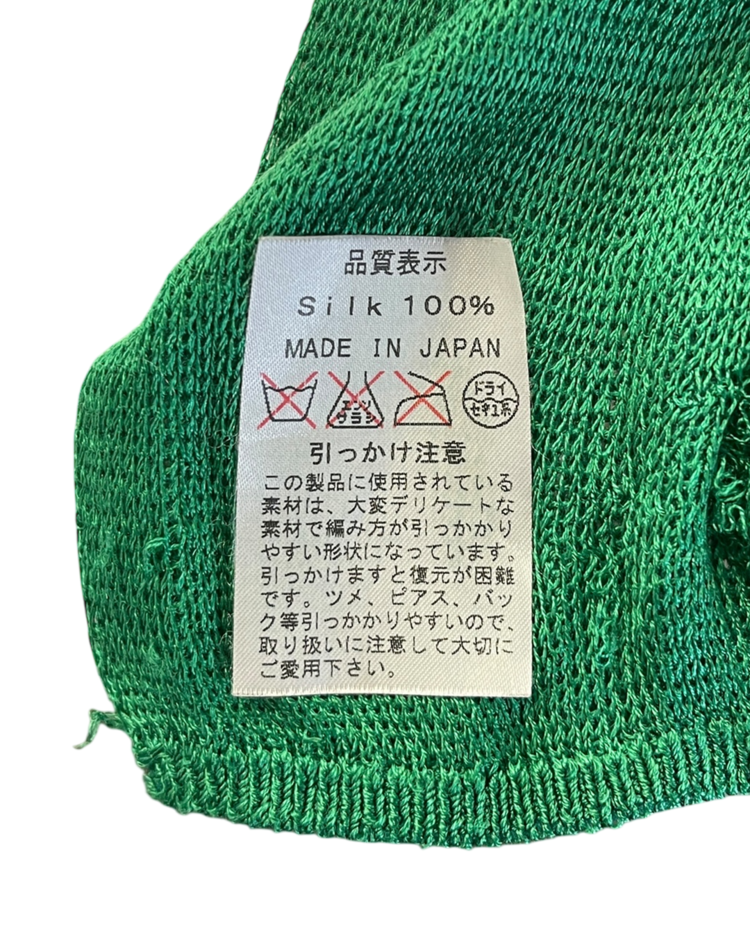 品質表示
Silk 100%
MADE IN JAPAN
エンソ サラシ ドライ セキユ系
引っかけ注意
この製品に使用されている
素材は、大変デリケートな
素材で編み方が引っかかり
やすい形状になっています。
引っかけますと復元が困難
です。ツメ、ピアス、バッ
ク等引っかかりやすいので、
取り扱いに注意して大切に
ご愛用下さい。